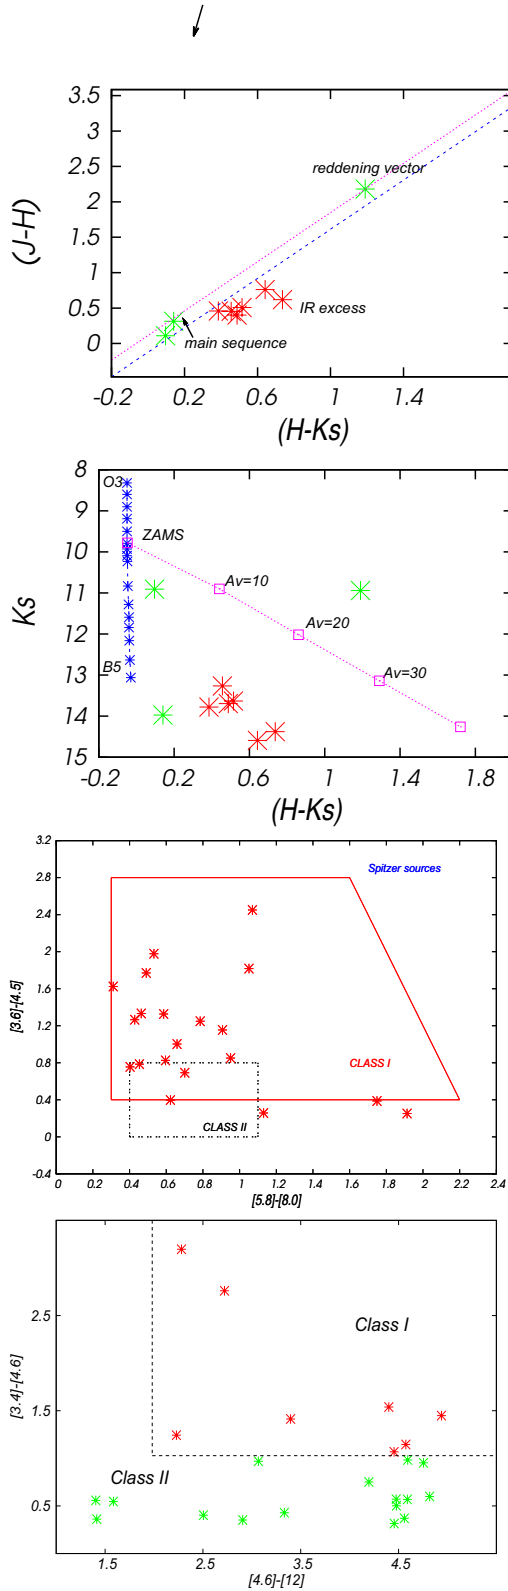 3.5
3
2.5
2
1.5
1
0.5
0
(J-H)
reddening vector
IR excess
main sequence
-0.2 0.2 0.6 1 1.4
(H-Ks)
8
9
10
11
12
13
14
15
Ks
O3
ZAMS
Av=10
Av=20
Av=30
B5
-0.2 0.2 0.6 1 1.4 1.8
(H-Ks)
3.2
2.8
2.4
2
1.6
1.2
0.8
0.4
0
-0.4
[3.6]-[4.5]
Spitzer sources
CLASS I
CLASS II
0 0.2 0.4 0.6 0.8 1 1.2 1.4 1.6 1.8 2 2.2 2.4
[5.8]-[8.0]
2.5
1.5
0.5
[3.4]-[4.6]
Class I
Class II
1.5 2.5 3.5 4.5
[4.6]-[12]